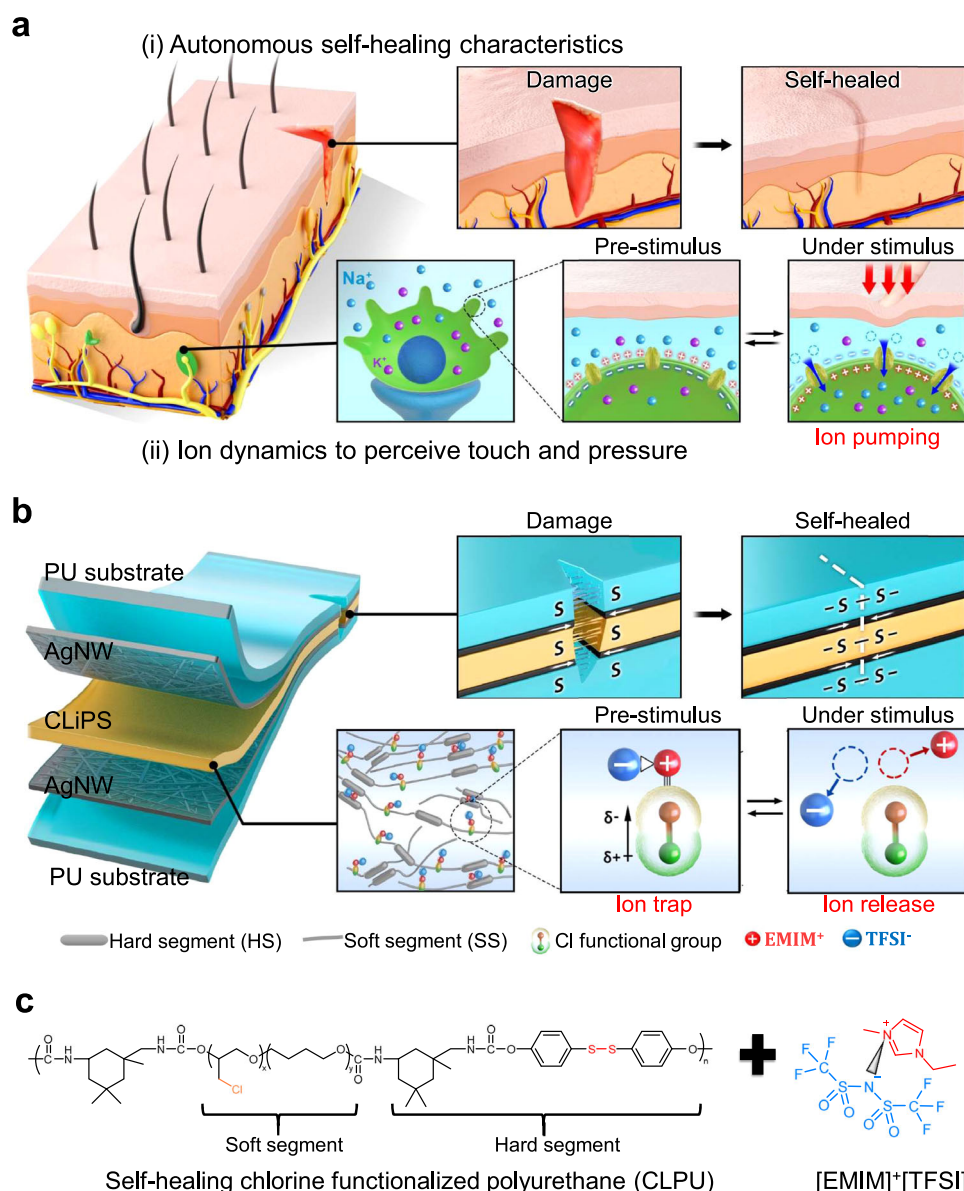 a
(i) Autonomous self-healing characteristics
Damage
Self-healed
Pre-stimulus
Under stimulus
Na⁺
K⁺
Ion pumping
(ii) Ion dynamics to perceive touch and pressure
b
Damage
Self-healed
PU substrate
AgNW
CLiPS
AgNW
PU substrate
S S
S S
S S
-S-S-
-S-S-
-S-S-
Pre-stimulus
Under stimulus
δ-
δ+
Ion trap
Ion release
Hard segment (HS)
Soft segment (SS)
Cl functional group
EMIM⁺
TFSI⁻
c
Soft segment
Hard segment
Self-healing chlorine functionalized polyurethane (CLPU)
[EMIM]⁺[TFSI]